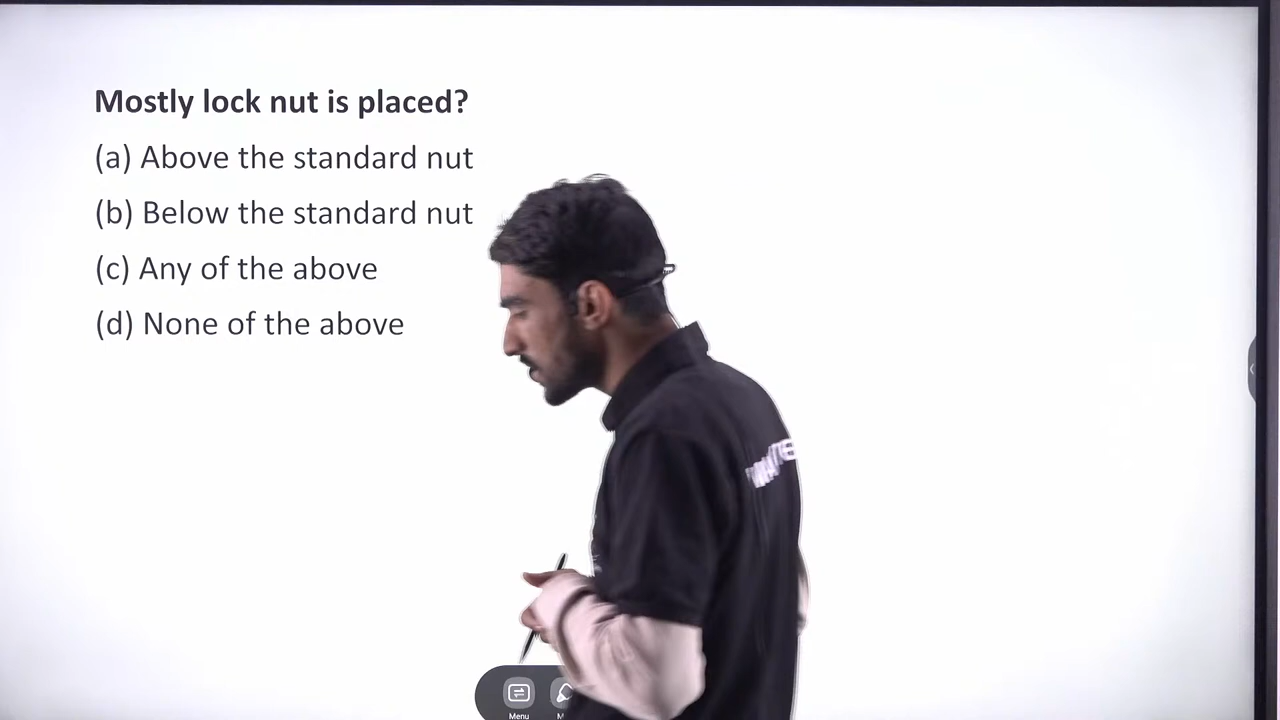 Mostly lock nut is placed?
(a) Above the standard nut
(b) Below the standard nut
(c) Any of the above
(d) None of the above
Menu